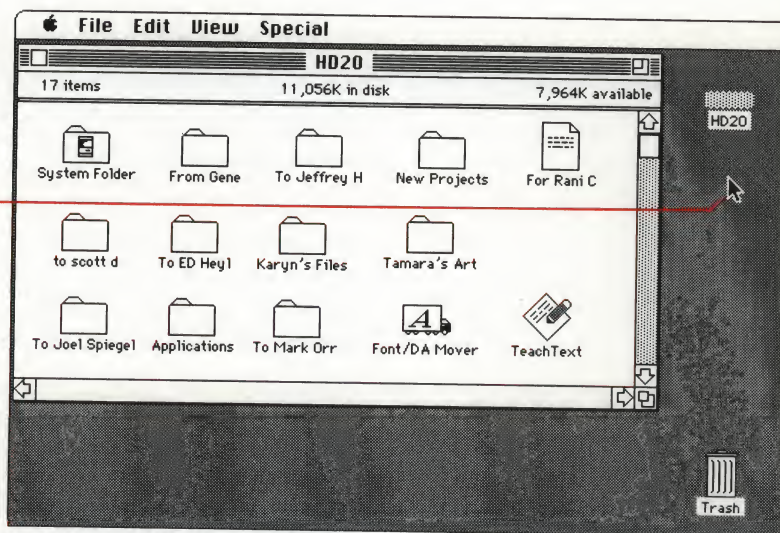 File Edit View Special
HD20
17 items 11,056K in disk 7,964K available
HD20
System Folder From Gene To Jeffrey H New Projects For Rani C
to scott d To ED Heyl Karyn's Files Tamara's Art
To Joel Spiegel Applications To Mark Orr Font/DA Mover TeachText
Trash